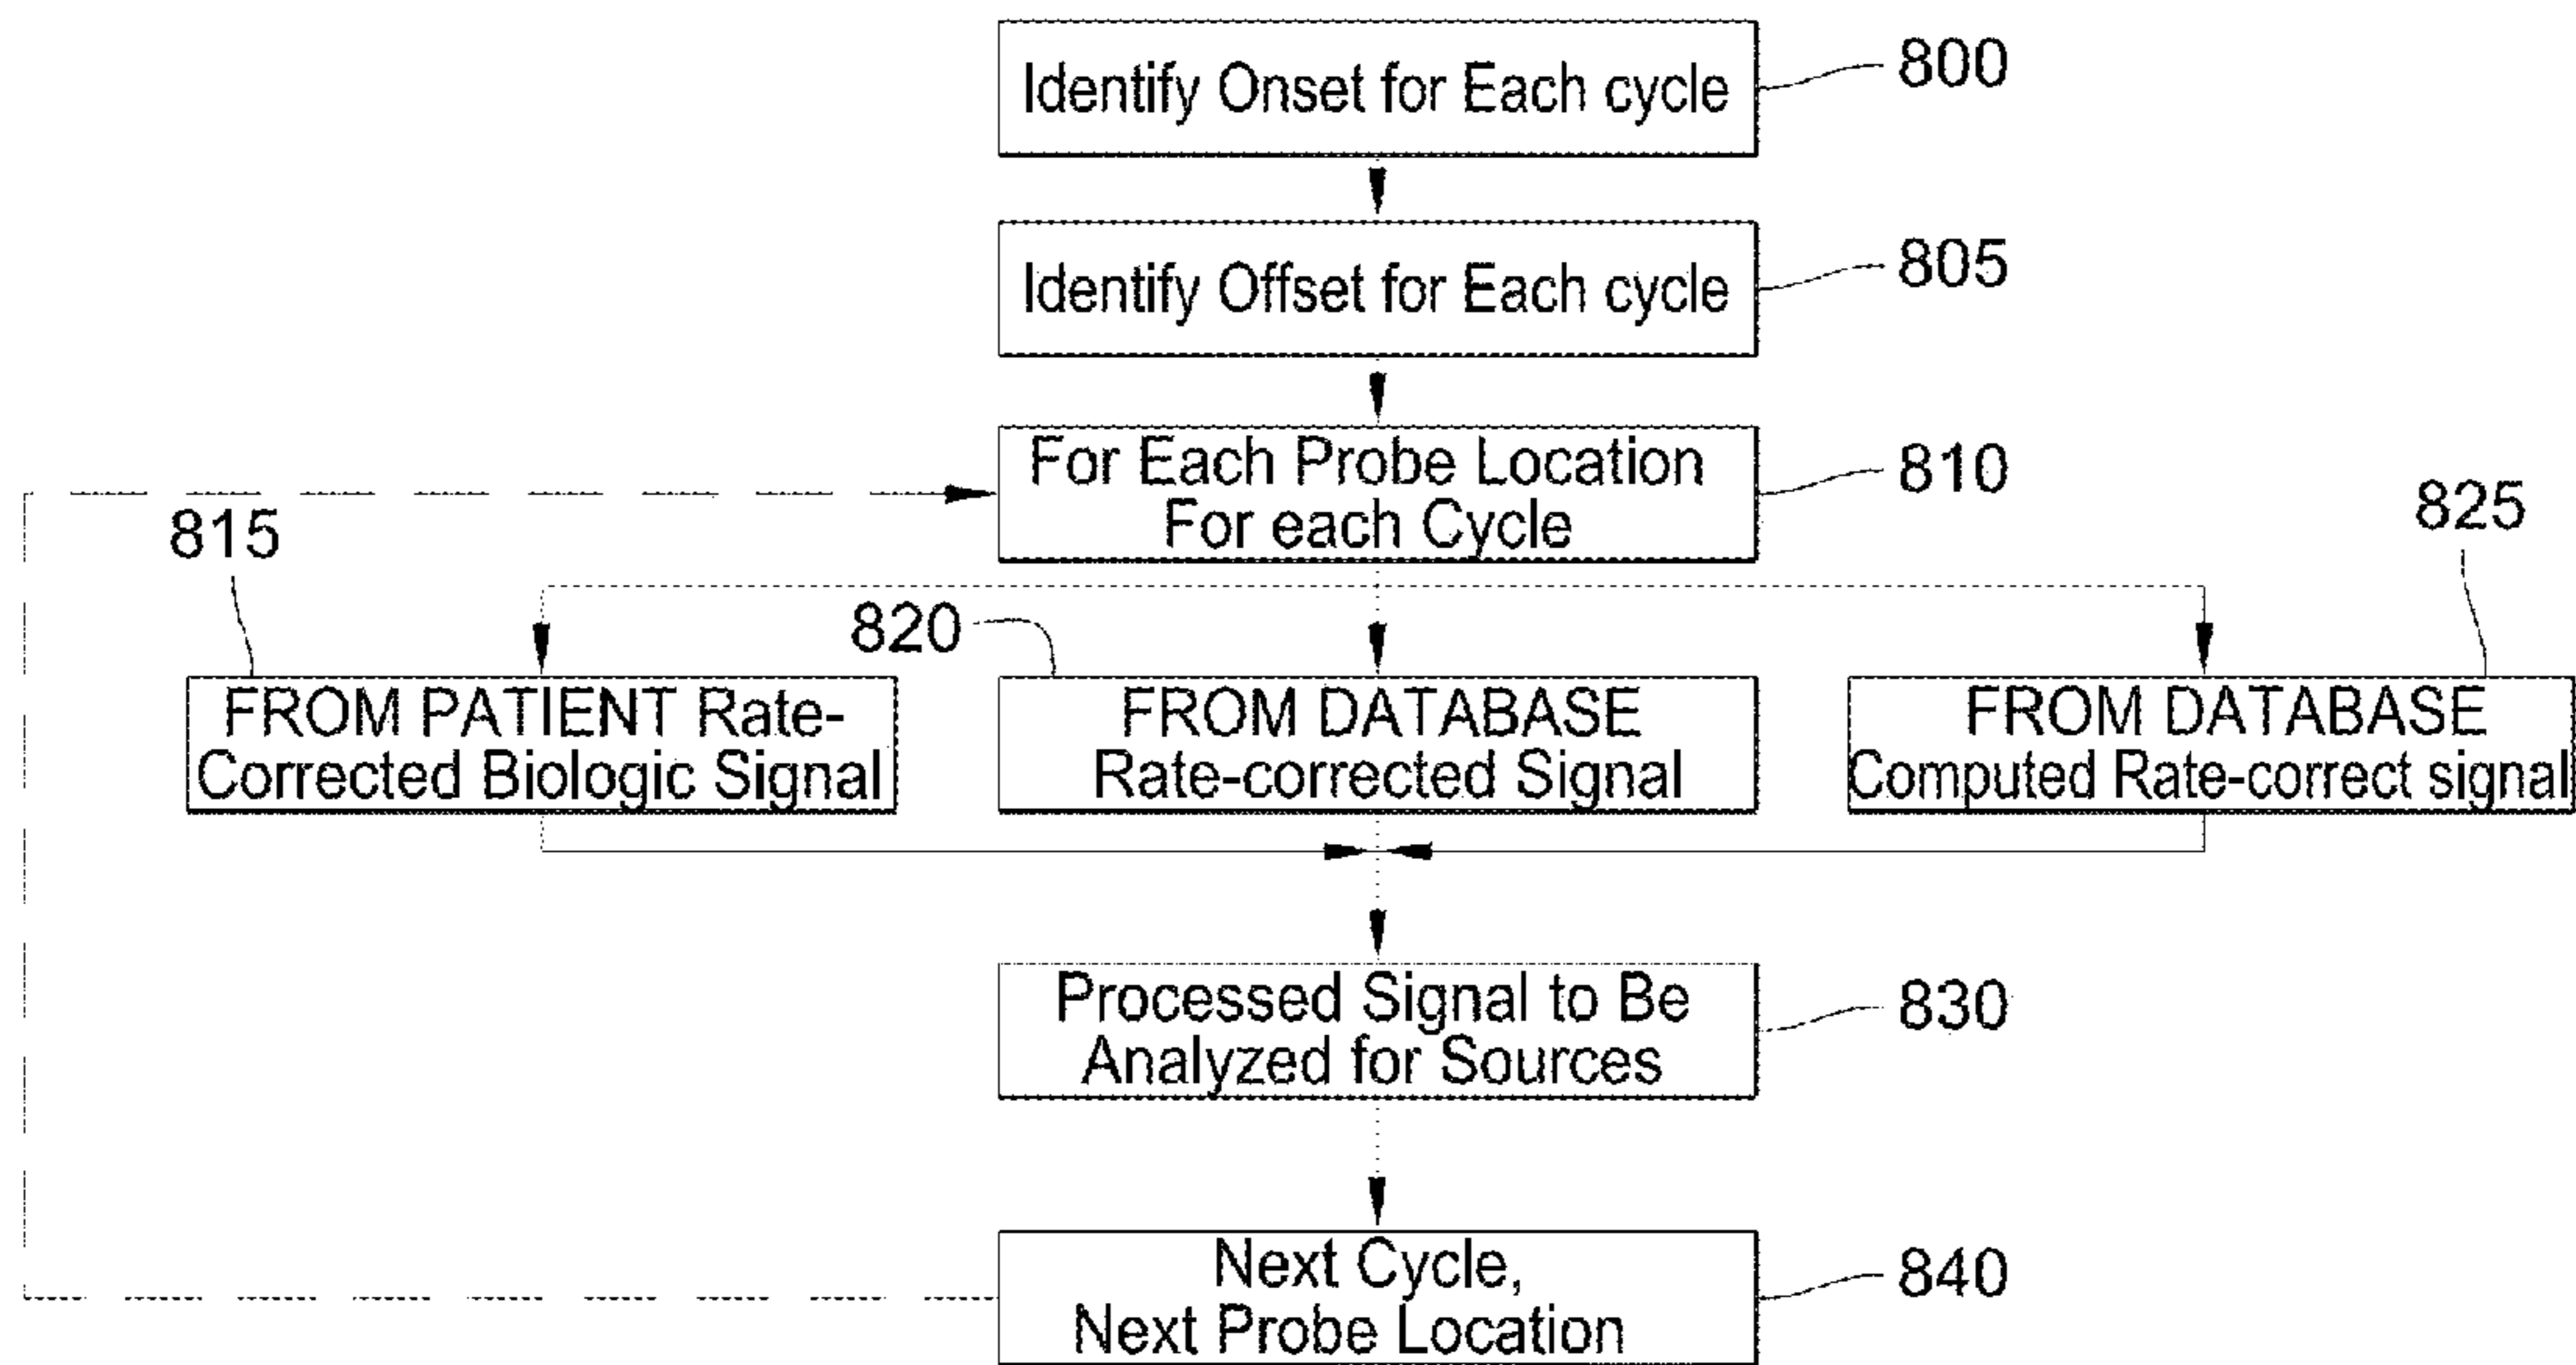 Identify Onset for Each cycle
800
Identify Offset for Each cycle
805
For Each Probe Location
For each Cycle
810
815
820
825
FROM PATIENT Rate-
Corrected Biologic Signal
FROM DATABASE
Rate-corrected Signal
FROM DATABASE
Computed Rate-correct signal
Processed Signal to Be
Analyzed for Sources
830
Next Cycle,
Next Probe Location
840